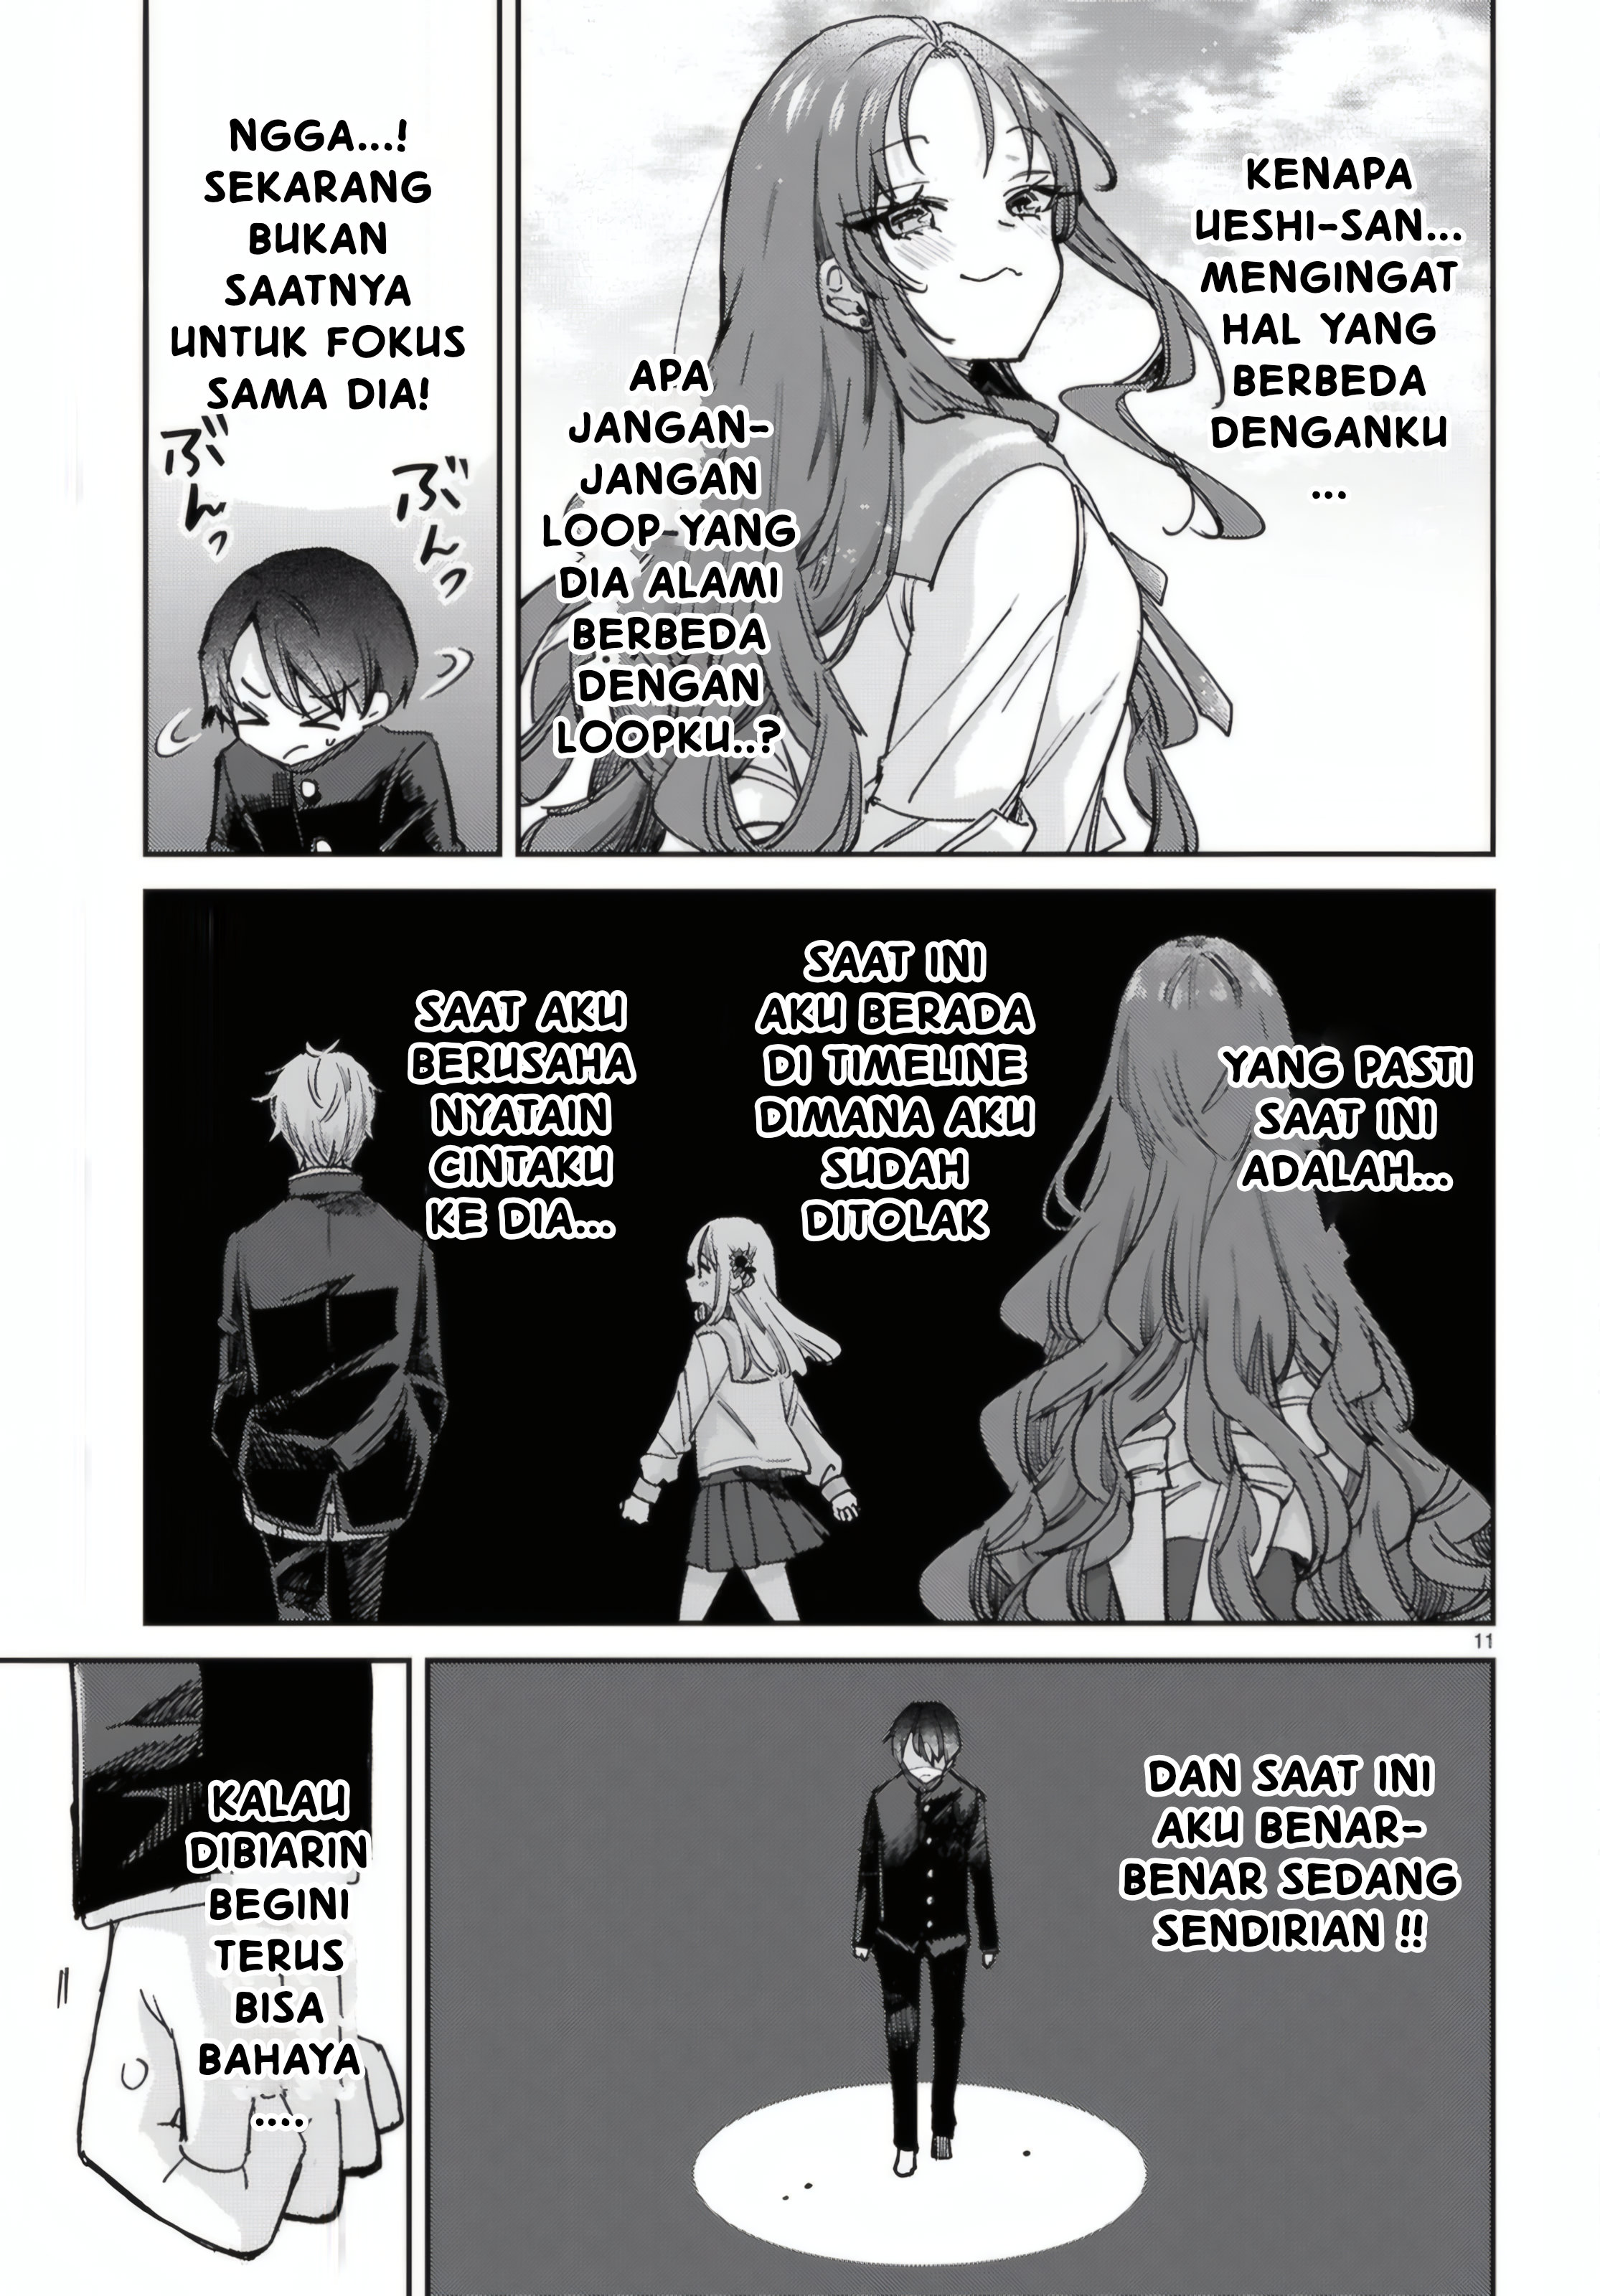 KENAPA
UESHI-SAN...
MENGINGAT
HAL YANG
BERBEDA
DENGANKU
...
APA
JANGAN-
JANGAN
LOOP YANG
DIA ALAMI
BERBEDA
DENGAN
LOOPKU..?
NGGA...!
SEKARANG
BUKAN
SAATNYA
UNTUK FOKUS
SAMA DIA!
ぶんっ
ぶんっ
YANG PASTI
SAAT INI
ADALAH...
SAAT INI
AKU BERADA
DI TIMELINE
DIMANA AKU
SUDAH
DITOLAK
SAAT AKU
BERUSAHA
NYATAIN
CINTAKU
KE DIA...
11
DAN SAAT INI
AKU BENAR-
BENAR SEDANG
SENDIRIAN !!
KALAU
DIBIARIN
BEGINI
TERUS
BISA
BAHAYA
....